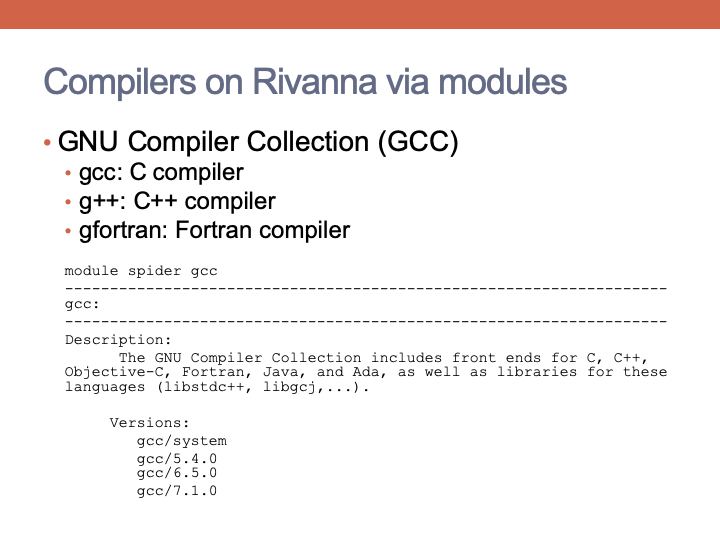 Compilers on Rivanna via modules
• GNU Compiler Collection (GCC)
• gcc: C compiler
• g++: C++ compiler
• gfortran: Fortran compiler
module spider gcc
-------------------------------------------------------------------
gcc:
-------------------------------------------------------------------
Description:
The GNU Compiler Collection includes front ends for C, C++,
Objective-C, Fortran, Java, and Ada, as well as libraries for these
languages (libstdc++, libgcj,...).
Versions:
gcc/system
gcc/5.4.0
gcc/6.5.0
gcc/7.1.0